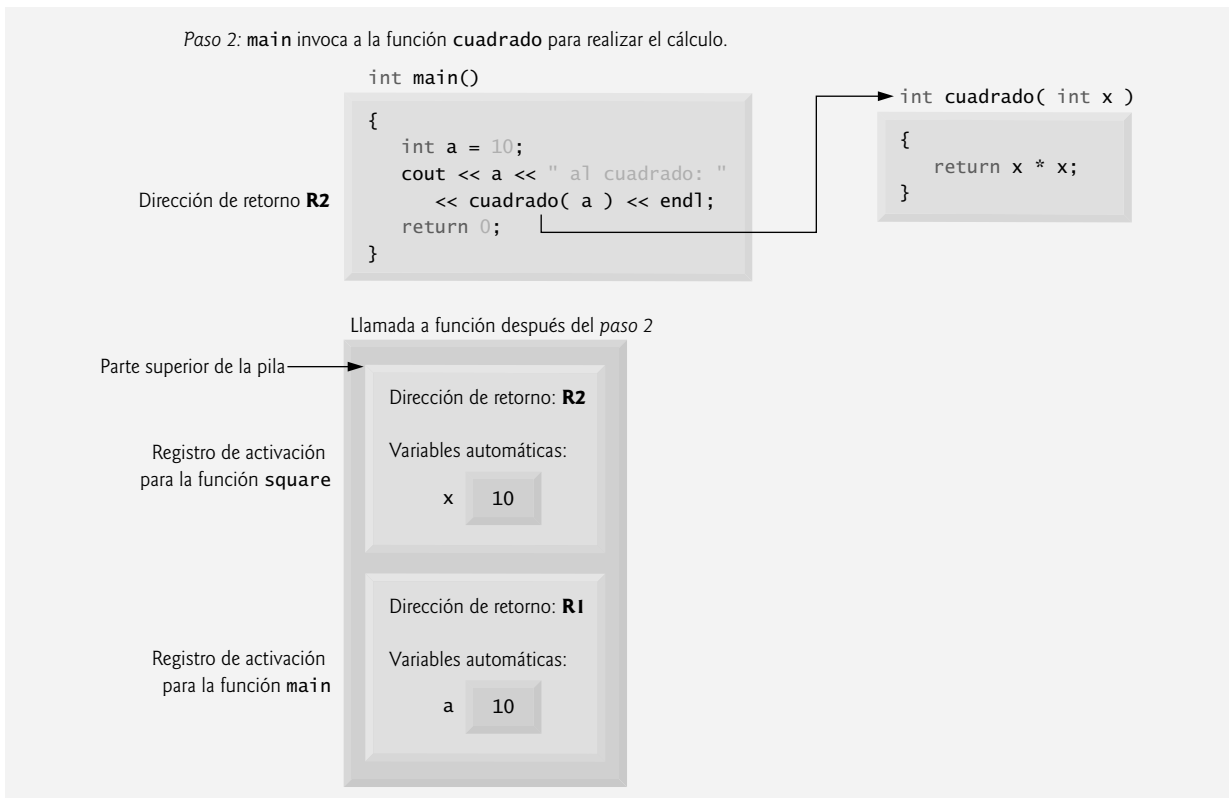 Paso 2: main invoca a la función cuadrado para realizar el cálculo.
int main()
{
int a = 10;
cout << a << " al cuadrado: "
<< cuadrado( a ) << endl;
return 0;
}
Dirección de retorno R2
int cuadrado( int x )
{
return x * x;
}
Llamada a función después del paso 2
Parte superior de la pila
Dirección de retorno: R2
Registro de activación
para la función square
Variables automáticas:
x 10
Dirección de retorno: R1
Registro de activación
para la función main
Variables automáticas:
a 10